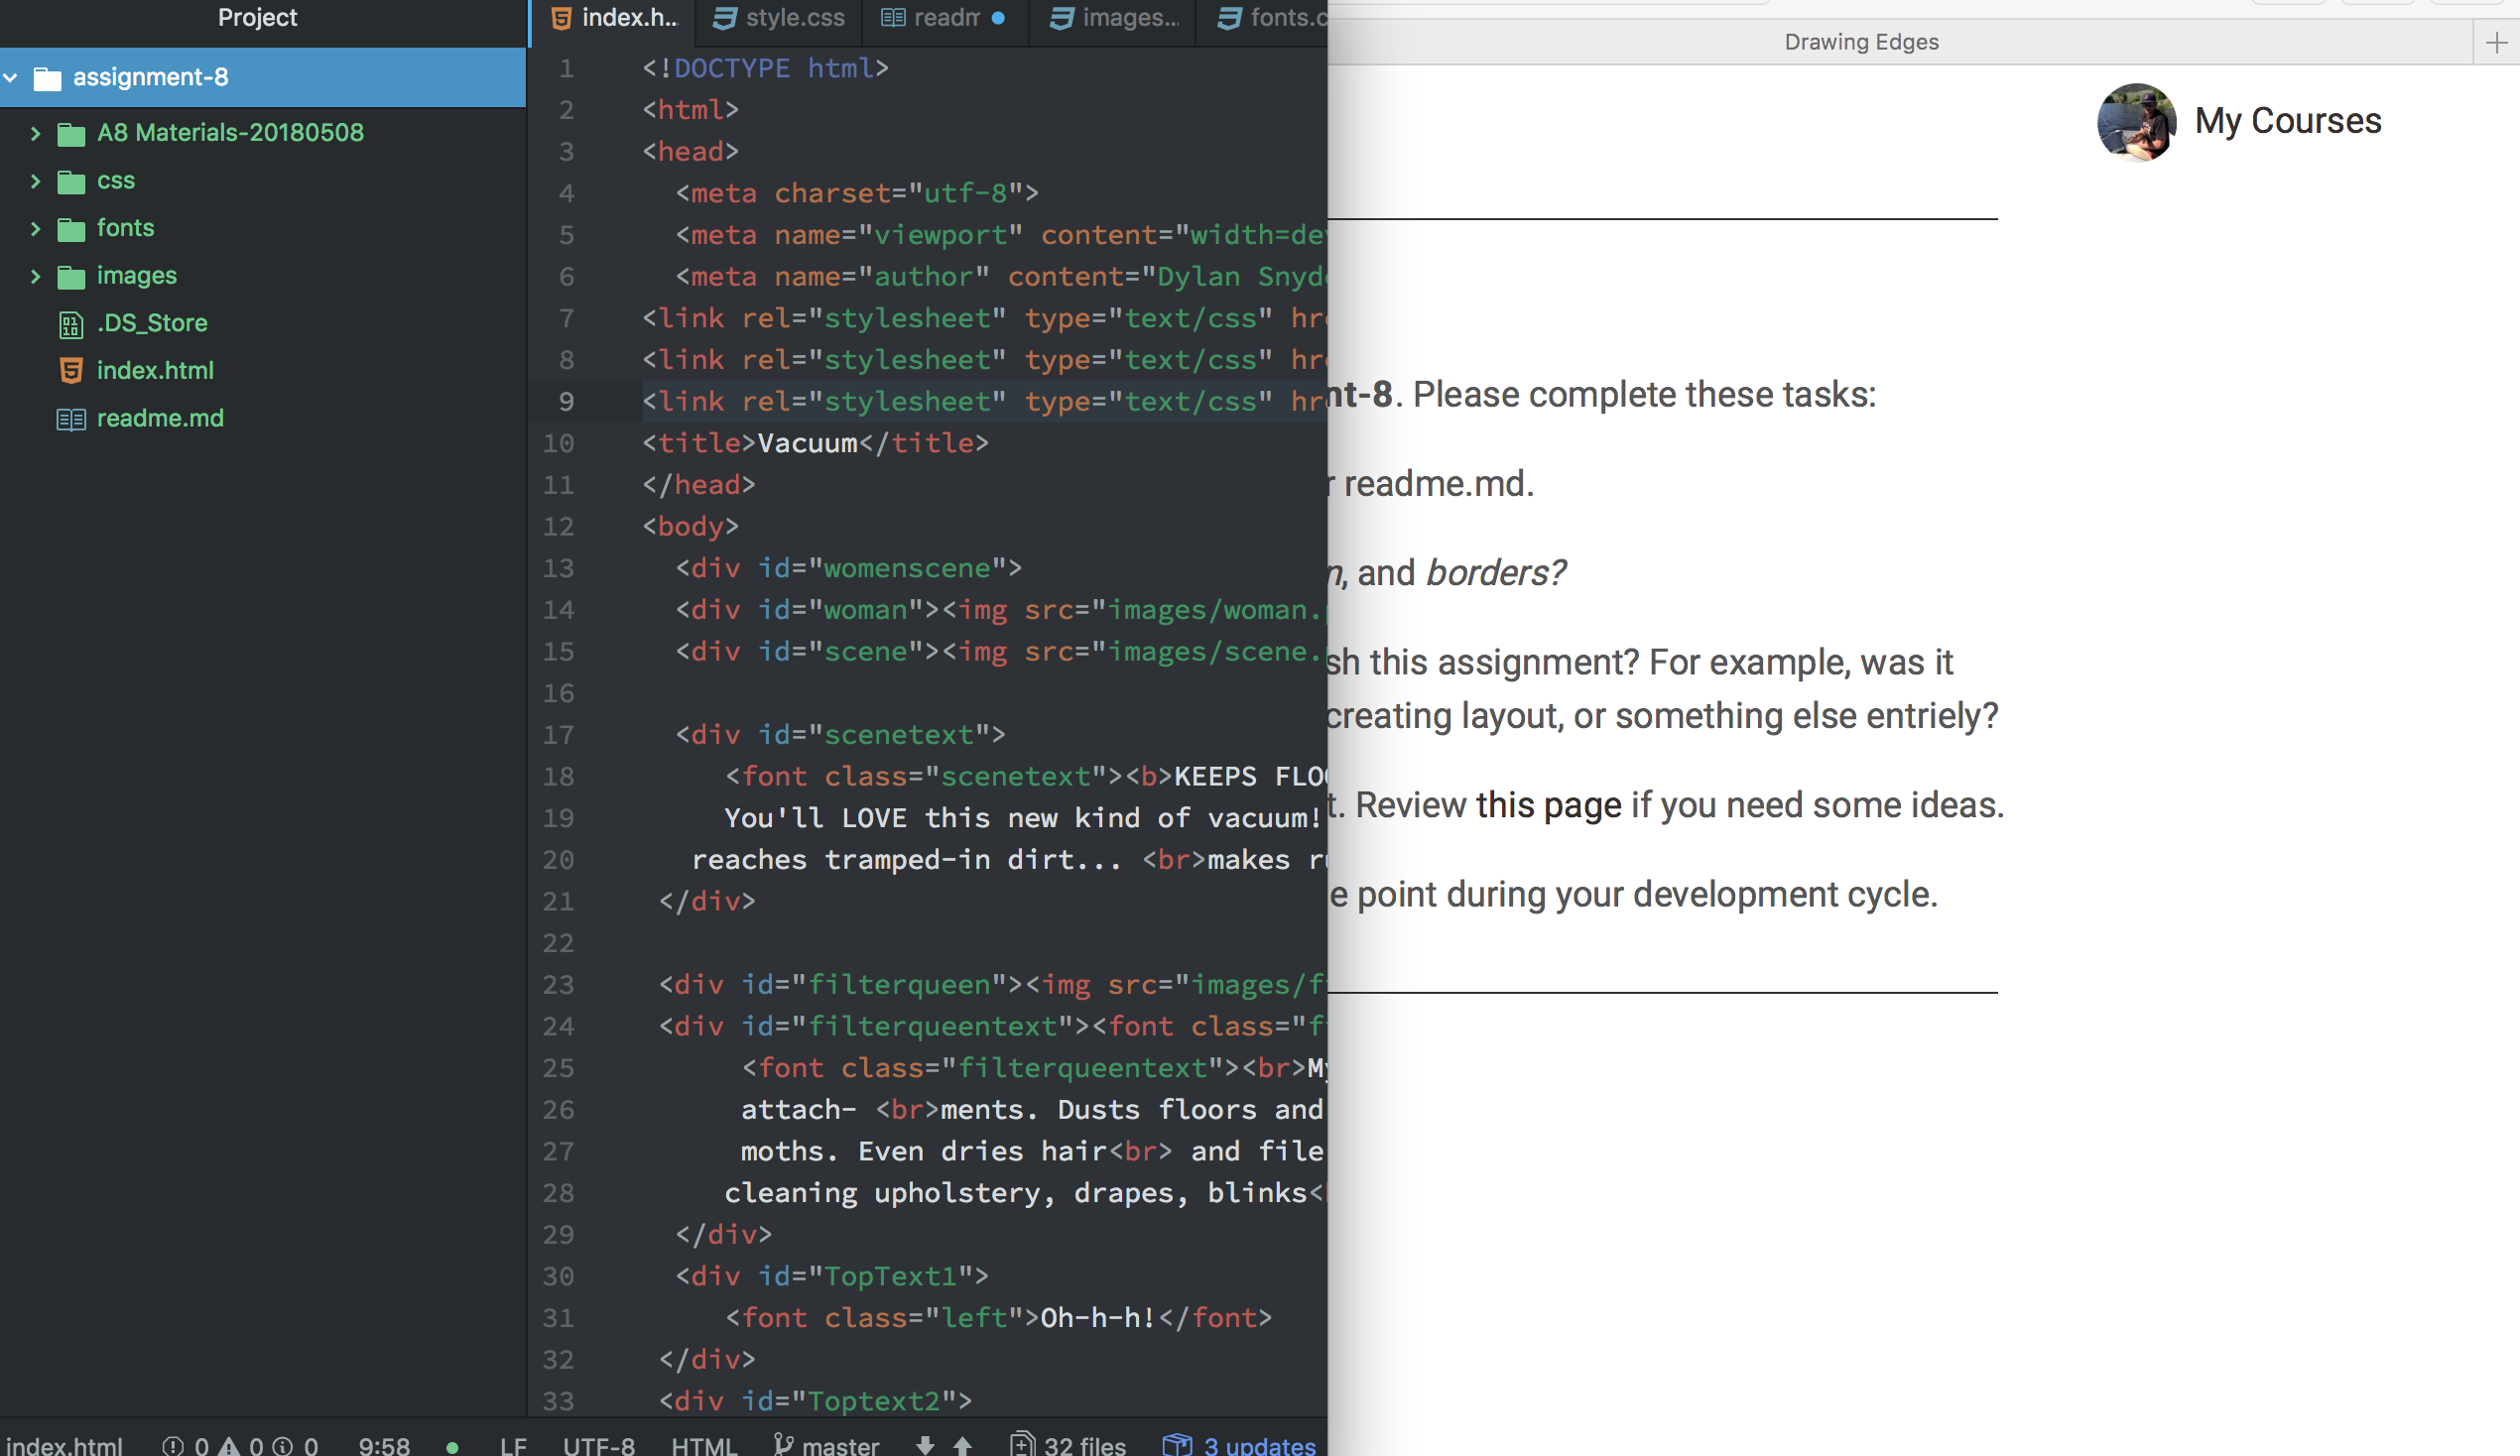 Project
assignment-8
A8 Materials-20180508
css
fonts
images
.DS_Store
index.html
readme.md
index.h..
style.css
readm
images...
fonts.c
1 <!DOCTYPE html>
2 <html>
3 <head>
4 <meta charset="utf-8">
5 <meta name="viewport" content="width=de
6 <meta name="author" content="Dylan Snyd
7 <link rel="stylesheet" type="text/css" hr
8 <link rel="stylesheet" type="text/css" hr
9 <link rel="stylesheet" type="text/css" hr
10 <title>Vacuum</title>
11 </head>
12 <body>
13 <div id="womenscene">
14 <div id="woman"><img src="images/woman.
15 <div id="scene"><img src="images/scene.
16
17 <div id="scenetext">
18 <font class="scenetext"><b>KEEPS FLO
19 You'll LOVE this new kind of vacuum!
20 reaches tramped-in dirt... <br>makes r
21 </div>
22
23 <div id="filterqueen"><img src="images/f
24 <div id="filterqueentext"><font class="f
25 <font class="filterqueentext"><br>My
26 attach- <br>ments. Dusts floors and
27 moths. Even dries hair<br> and file
28 cleaning upholstery, drapes, blinks<
29 </div>
30 <div id="TopText1">
31 <font class="left">Oh-h-h!</font>
32 </div>
33 <div id="Toptext2">
index.html 0 0 0 9:58 LF UTF-8 HTML master 32 files 3 updates
Drawing Edges
My Courses
nt-8. Please complete these tasks:
r readme.md.
n, and borders?
sh this assignment? For example, was it
creating layout, or something else entriely?
t. Review this page if you need some ideas.
e point during your development cycle.